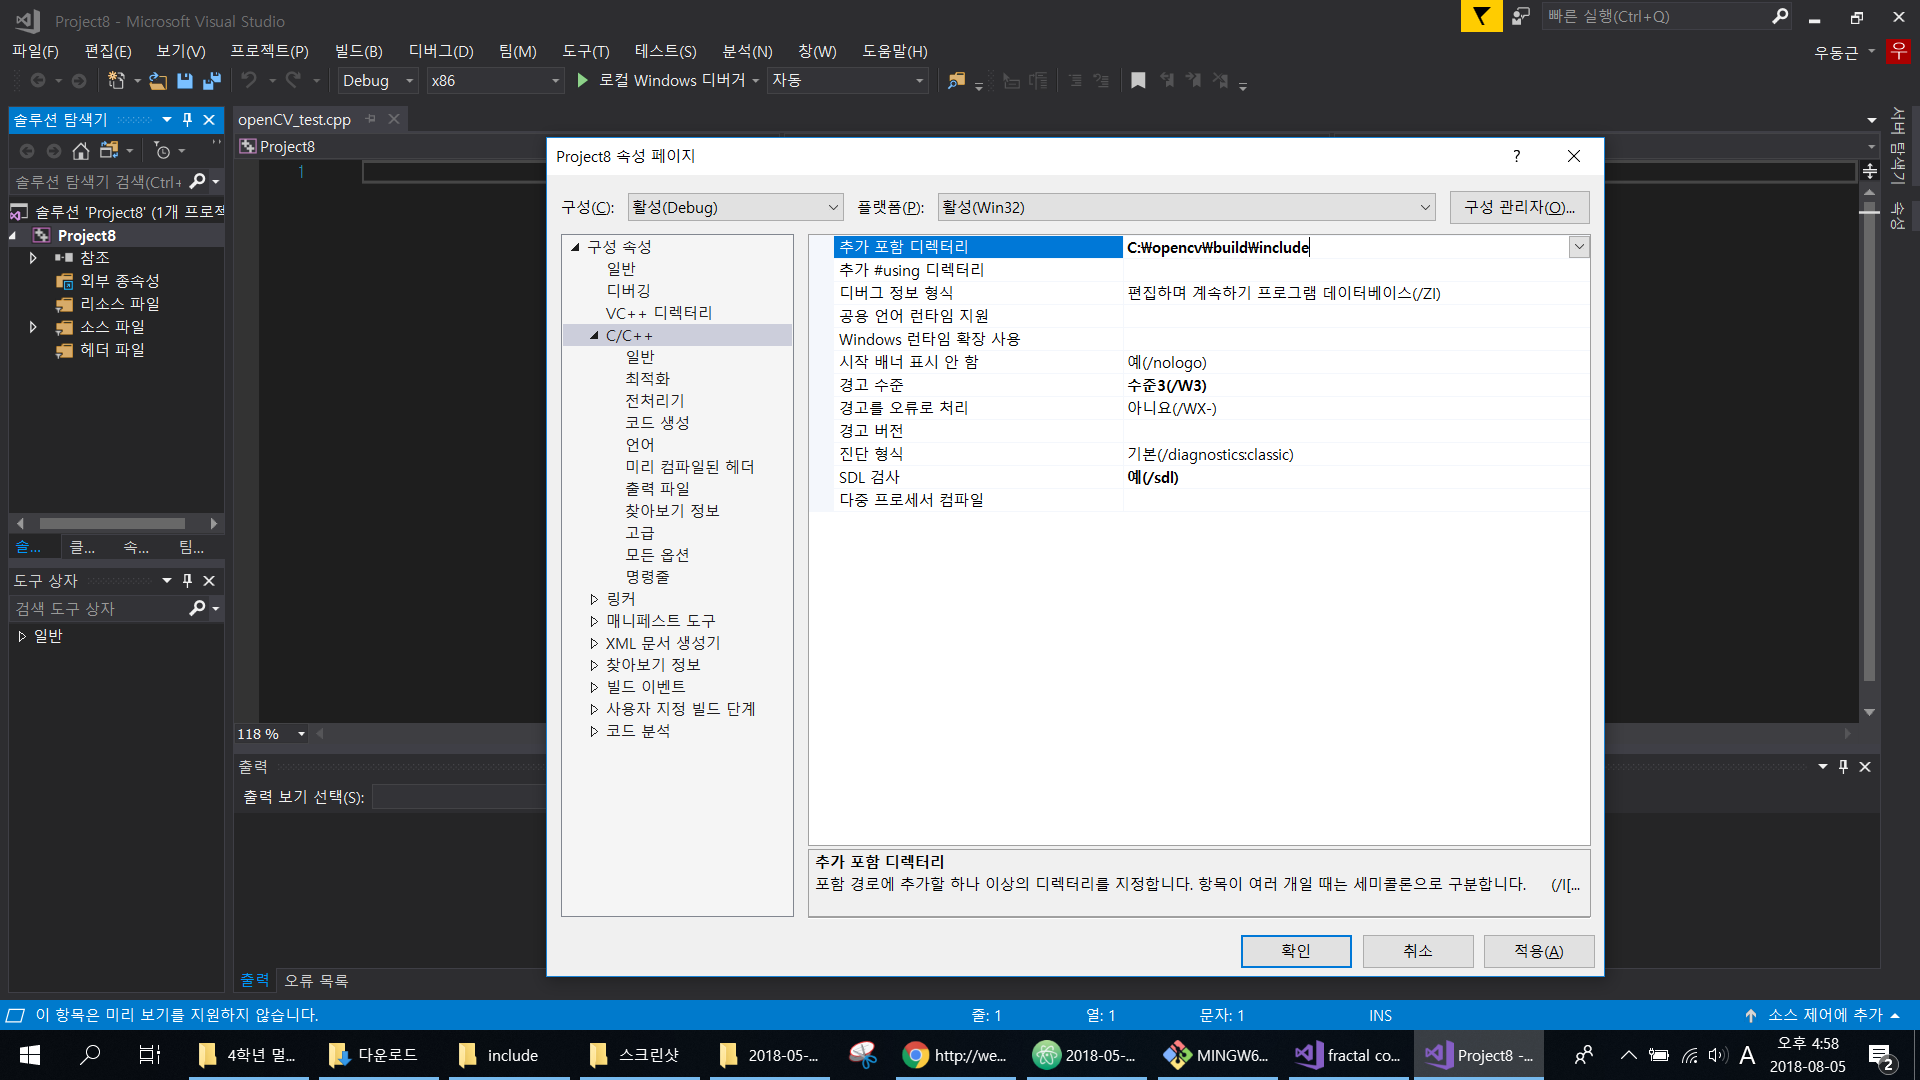 Project8 - Microsoft Visual Studio
빠른 실행(Ctrl+Q)
파일(F) 편집(E) 보기(V) 프로젝트(P) 빌드(B) 디버그(D) 팀(M) 도구(T) 테스트(S) 분석(N) 창(W) 도움말(H)
우동근 우
Debug x86 로컬 Windows 디버거 자동
솔루션 탐색기
솔루션 탐색기 검색(Ctrl+
솔루션 'Project8' (1개 프로젝
Project8
참조
외부 종속성
리소스 파일
소스 파일
헤더 파일
솔... 클... 속... 팀...
도구 상자
검색 도구 상자
일반
openCV_test.cpp
Project8
1
118 %
출력
출력 보기 선택(S):
출력 오류 목록
서버 탐색기
속성
Project8 속성 페이지
?
구성(C): 활성(Debug) 플랫폼(P): 활성(Win32) 구성 관리자(O)...
구성 속성
일반
디버깅
VC++ 디렉터리
C/C++
일반
최적화
전처리기
코드 생성
언어
미리 컴파일된 헤더
출력 파일
찾아보기 정보
고급
모든 옵션
명령줄
링커
매니페스트 도구
XML 문서 생성기
찾아보기 정보
빌드 이벤트
사용자 지정 빌드 단계
코드 분석
추가 포함 디렉터리 C:₩opencv₩build₩include
추가 #using 디렉터리
디버그 정보 형식 편집하며 계속하기 프로그램 데이터베이스(/ZI)
공용 언어 런타임 지원
Windows 런타임 확장 사용
시작 배너 표시 안 함 예(/nologo)
경고 수준 수준3(/W3)
경고를 오류로 처리 아니요(/WX-)
경고 버전
진단 형식 기본(/diagnostics:classic)
SDL 검사 예(/sdl)
다중 프로세서 컴파일
추가 포함 디렉터리
포함 경로에 추가할 하나 이상의 디렉터리를 지정합니다. 항목이 여러 개일 때는 세미콜론으로 구분합니다. (/I[...
확인 취소 적용(A)
이 항목은 미리 보기를 지원하지 않습니다. 줄: 1 열: 1 문자: 1 INS 소스 제어에 추가
4학년 멀... 다운로드 include 스크린샷 2018-05-... http://we... 2018-05-... MINGW6... fractal co... Project8 -... A 오후 4:58
2018-08-05 2